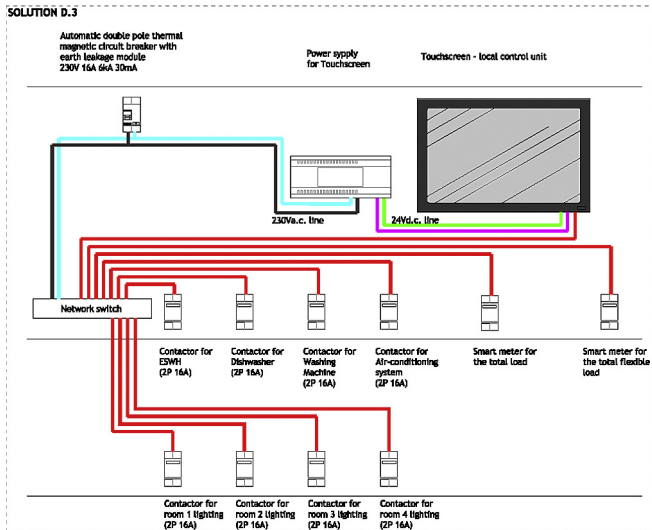 SOLUTION D.3
Automatic double pole thermal
magnetic circuit breaker with
earth leakage module
230V 16A 6kA 30mA
Power sypply
for Touchscreen
Touchscreen - local control unit
230Va.c. line
24Vd.c. line
Network switch
Contactor for
ESWH
(2P 16A)
Contactor for
Dishwasher
(2P 16A)
Contactor for
Washing
Machine
(2P 16A)
Contactor for
Air-conditioning
system
(2P 16A)
Smart meter for
the total load
Smart meter for
the total flexible
load
Contactor for
room 1 lighting
(2P 16A)
Contactor for
room 2 lighting
(2P 16A)
Contactor for
room 3 lighting
(2P 16A)
Contactor for
room 4 lighting
(2P 16A)